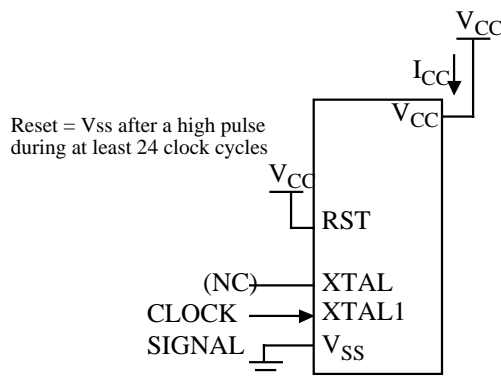 VCC
ICC
VCC
Reset = Vss after a high pulse
during at least 24 clock cycles
VCC
RST
(NC) XTAL
CLOCK XTAL1
SIGNAL VSS